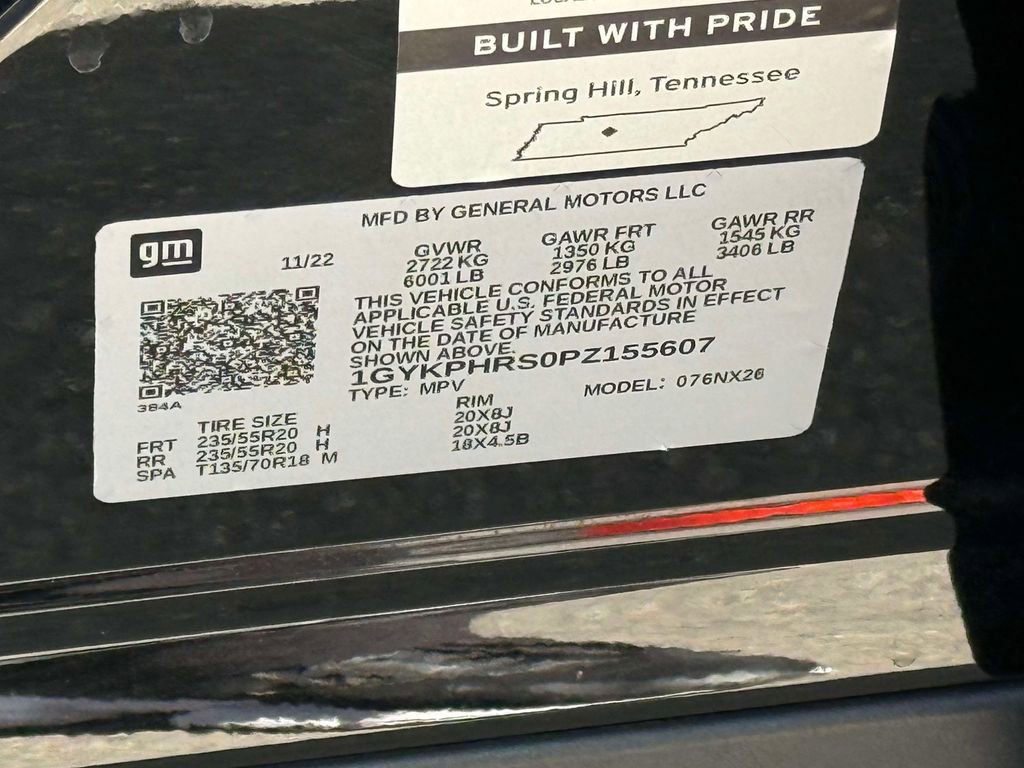 BUILT WITH PRIDE
Spring Hill, Tennessee
gm
MFD BY GENERAL MOTORS LLC
11/22
GVWR
2722 KG
6001 LB
GAWR FRT
1350 KG
2976 LB
GAWR RR
1545 KG
3406 LB
THIS VEHICLE CONFORMS TO ALL
APPLICABLE U.S. FEDERAL MOTOR
VEHICLE SAFETY STANDARDS IN EFFECT
ON THE DATE OF MANUFACTURE
SHOWN ABOVE
1GYKPHRS0PZ155607
TYPE: MPV
MODEL: 076NX26
384A
TIRE SIZE
RIM
FRT 235/55R20 H 20X8J
RR 235/55R20 H 20X8J
SPA T135/70R18 M 18X4.5B